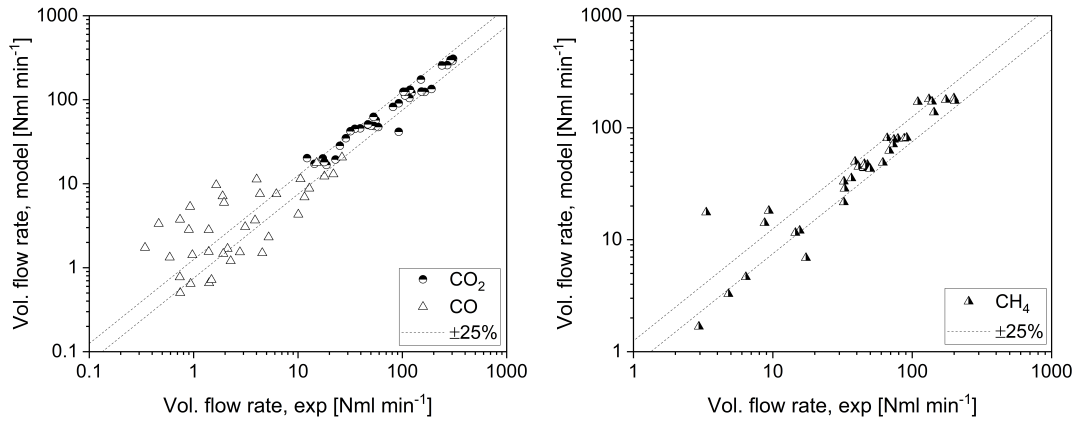 1000
100
10
1
0.1
Vol. flow rate, model [Nml min⁻¹]
CO₂
CO
±25%
0.1 1 10 100 1000
Vol. flow rate, exp [Nml min⁻¹]
1000
100
10
1
Vol. flow rate, model [Nml min⁻¹]
CH₄
±25%
1 10 100 1000
Vol. flow rate, exp [Nml min⁻¹]